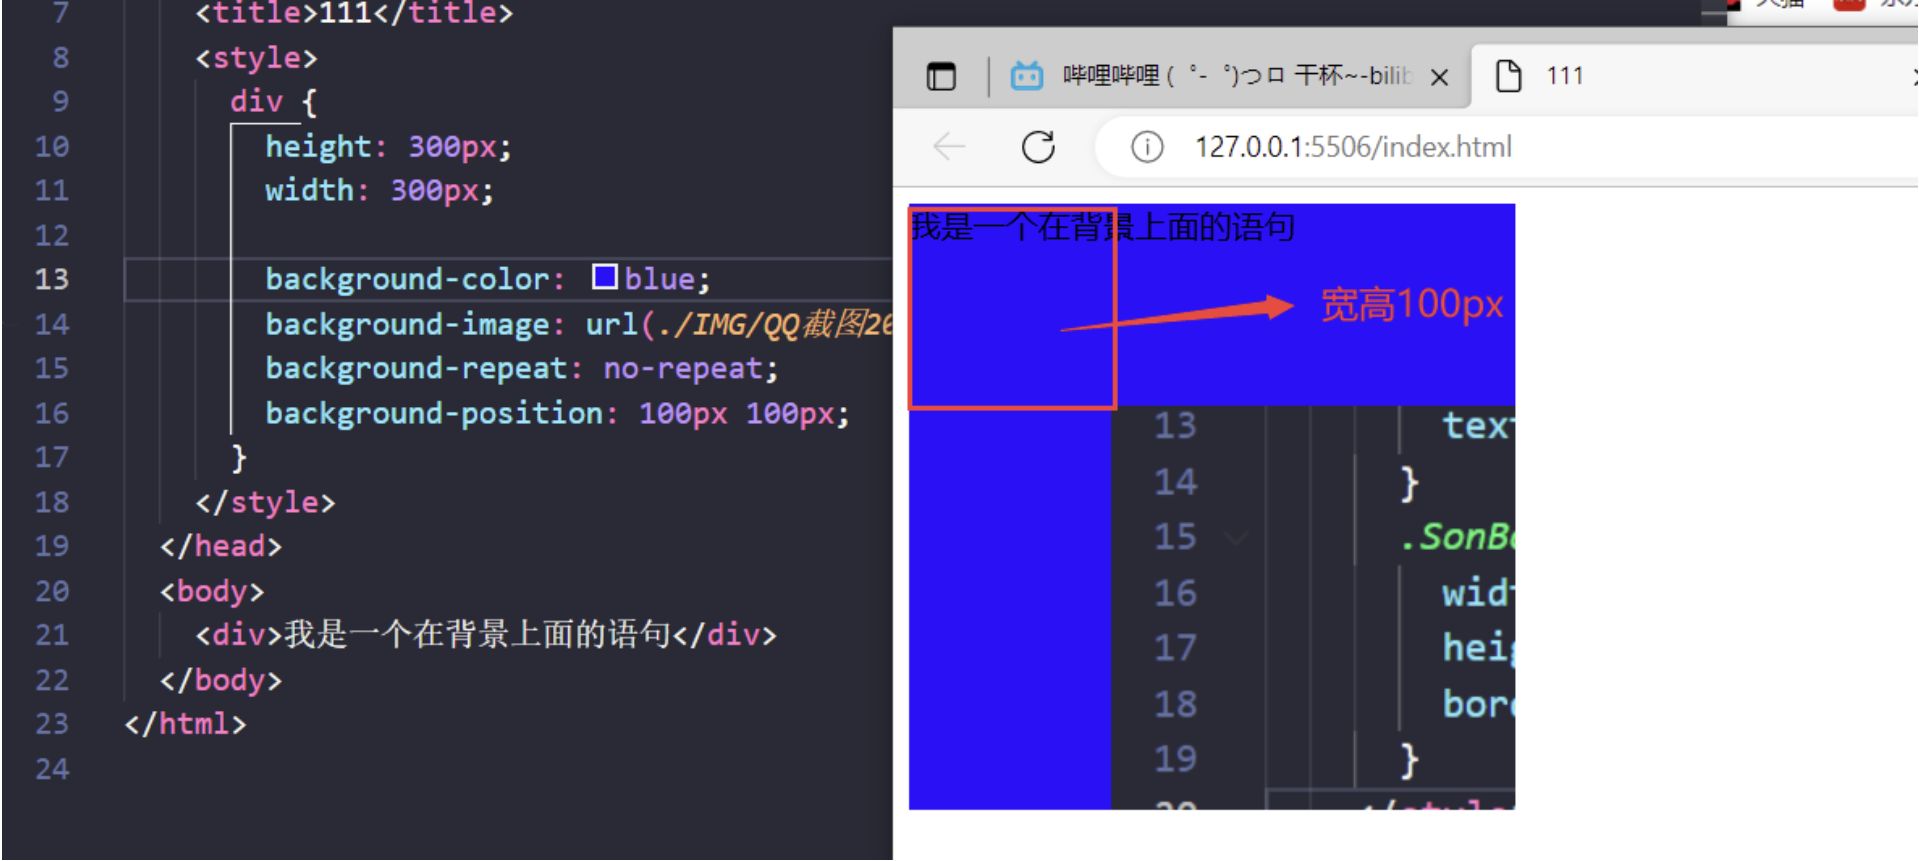 7 <title>111</title>
8 <style>
9 div {
10 height: 300px;
11 width: 300px;
12
13 background-color: blue;
14 background-image: url(./IMG/QQ截图20
15 background-repeat: no-repeat;
16 background-position: 100px 100px;
17 }
18 </style>
19 </head>
20 <body>
21 <div>我是一个在背景上面的语句</div>
22 </body>
23 </html>
24
哔哩哔哩 ( ゜- ゜)つロ 干杯~-bilib
111
127.0.0.1:5506/index.html
我是一个在背景上面的语句
宽高100px
13 tex
14 }
15 .SonB
16 wid
17 heig
18 bor
19 }
20 </style